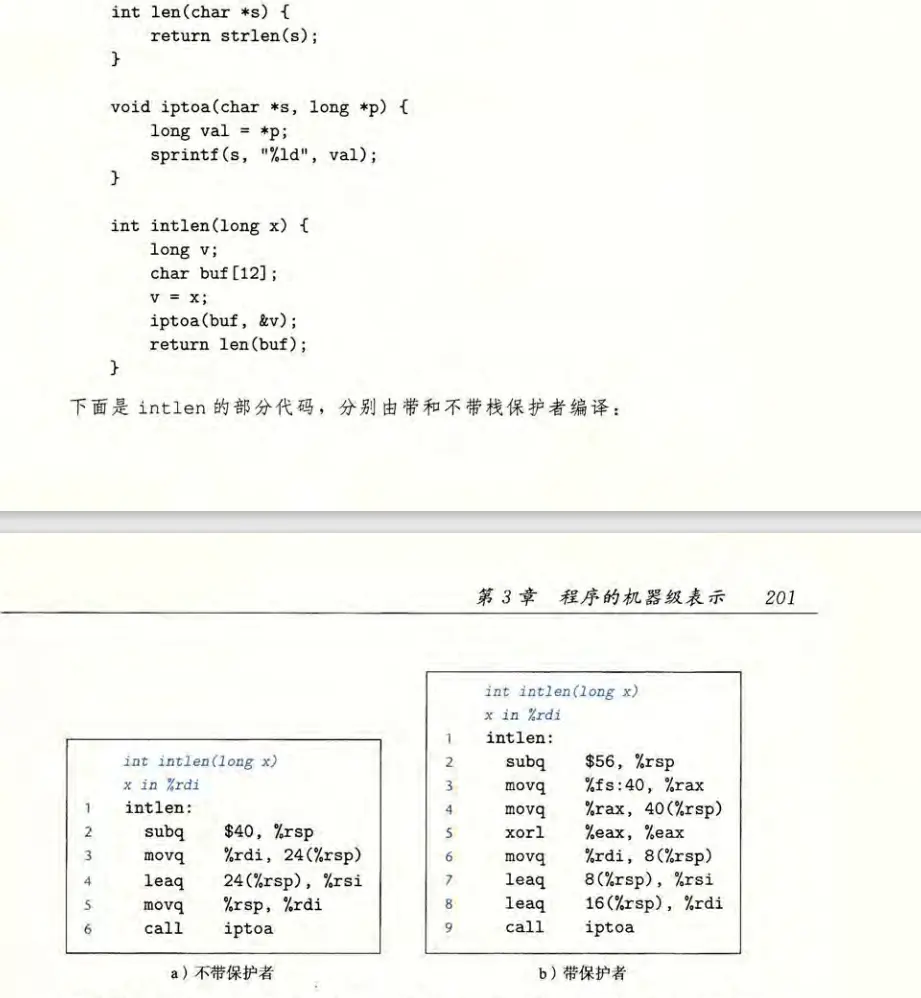 int len(char *s) {
return strlen(s);
}
void iptoa(char *s, long *p) {
long val = *p;
sprintf(s, "%ld", val);
}
int intlen(long x) {
long v;
char buf[12];
v = x;
iptoa(buf, &v);
return len(buf);
}
下面是 intlen 的部分代码，分别由带和不带栈保护者编译：
第 3 章 程序的机器级表示 201
int intlen(long x)
x in %rdi
1 intlen:
2 subq $40, %rsp
3 movq %rdi, 24(%rsp)
4 leaq 24(%rsp), %rsi
5 movq %rsp, %rdi
6 call iptoa
a）不带保护者
int intlen(long x)
x in %rdi
1 intlen:
2 subq $56, %rsp
3 movq %fs:40, %rax
4 movq %rax, 40(%rsp)
5 xorl %eax, %eax
6 movq %rdi, 8(%rsp)
7 leaq 8(%rsp), %rsi
8 leaq 16(%rsp), %rdi
9 call iptoa
b）带保护者